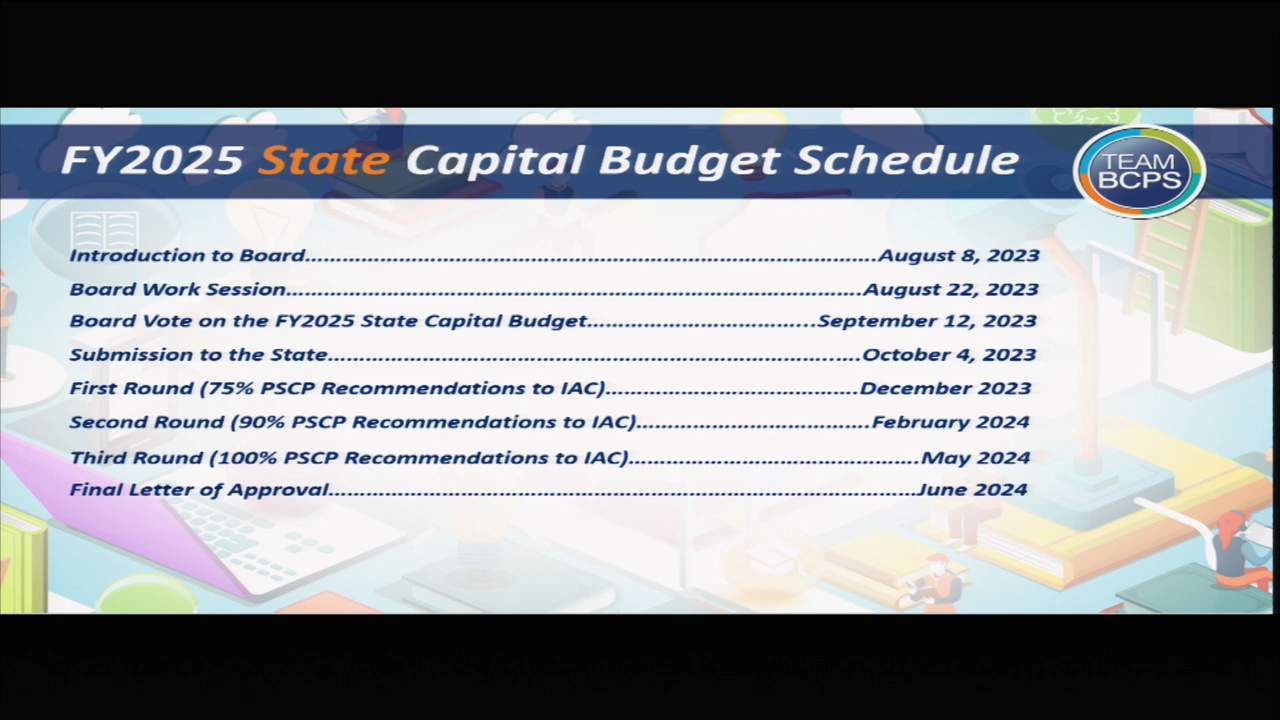 FY2025 State Capital Budget Schedule
TEAM
BCPS
Introduction to Board....................................................................................August 8, 2023
Board Work Session....................................................................................August 22, 2023
Board Vote on the FY2025 State Capital Budget....................................September 12, 2023
Submission to the State..............................................................................October 4, 2023
First Round (75% PSCP Recommendations to IAC).....................................December 2023
Second Round (90% PSCP Recommendations to IAC)..................................February 2024
Third Round (100% PSCP Recommendations to IAC)..........................................May 2024
Final Letter of Approval......................................................................................June 2024